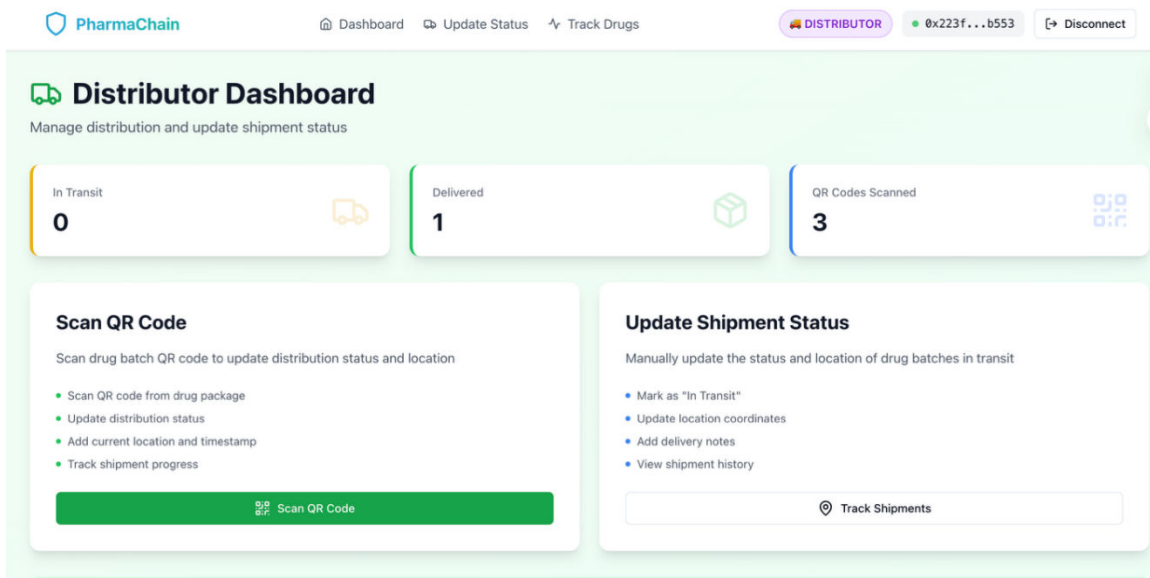 PharmaChain
Dashboard
Update Status
Track Drugs
DISTRIBUTOR
0x223f...b553
Disconnect
Distributor Dashboard
Manage distribution and update shipment status
In Transit
0
Delivered
1
QR Codes Scanned
3
Scan QR Code
Scan drug batch QR code to update distribution status and location
Scan QR code from drug package
Update distribution status
Add current location and timestamp
Track shipment progress
Scan QR Code
Update Shipment Status
Manually update the status and location of drug batches in transit
Mark as "In Transit"
Update location coordinates
Add delivery notes
View shipment history
Track Shipments